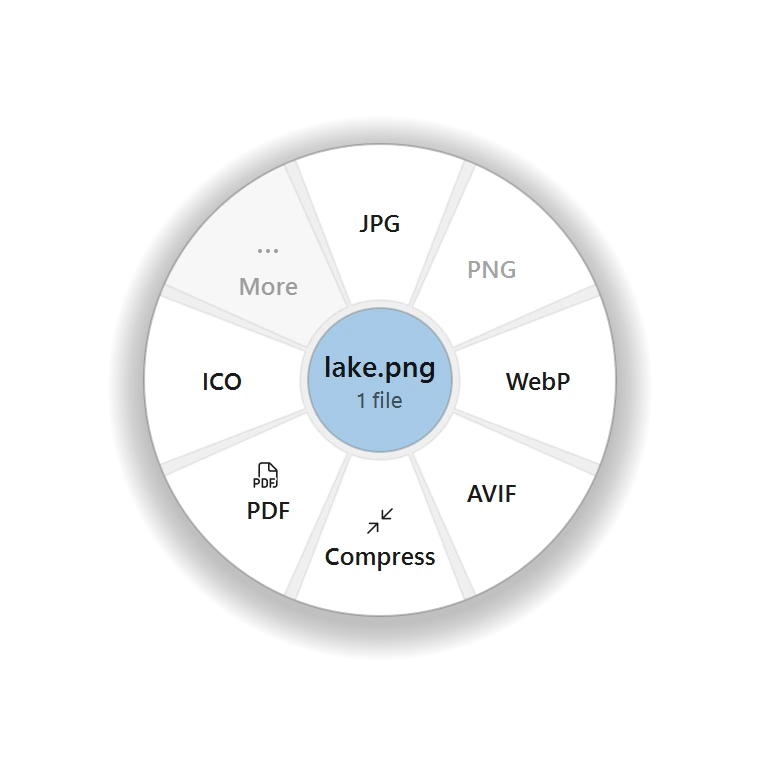 JPG
PNG
WebP
AVIF
Compress
PDF
PDF
ICO
...
More
lake.png
1 file